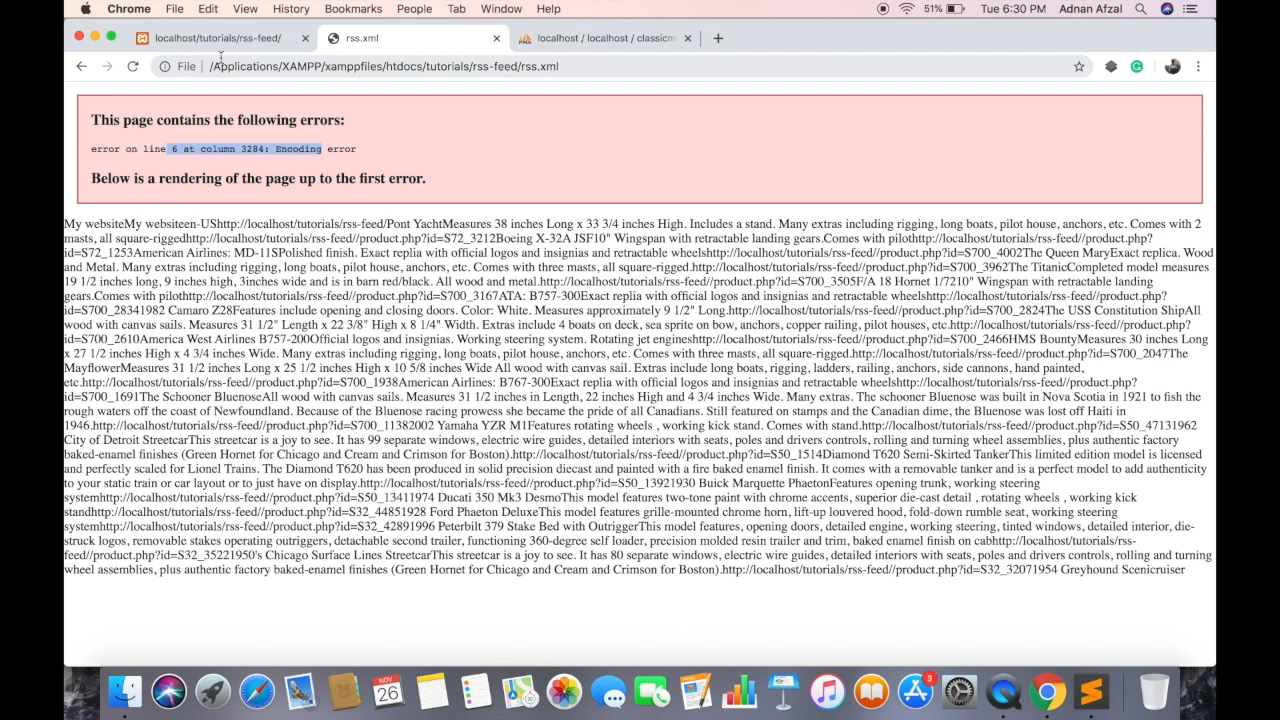 Chrome File Edit View History Bookmarks People Tab Window Help 51% Tue 6:30 PM Adnan Afzal
localhost/tutorials/rss-feed/ rss.xml localhost / localhost / classicm
File /Applications/XAMPP/xamppfiles/htdocs/tutorials/rss-feed/rss.xml
This page contains the following errors:
error on line 6 at column 3284: Encoding error
Below is a rendering of the page up to the first error.
My websiteMy websiteen-UShttp://localhost/tutorials/rss-feed/Pont YachtMeasures 38 inches Long x 33 3/4 inches High. Includes a stand. Many extras including rigging, long boats, pilot house, anchors, etc. Comes with 2
masts, all square-riggedhttp://localhost/tutorials/rss-feed//product.php?id=S72_3212Boeing X-32A JSF10" Wingspan with retractable landing gears.Comes with pilothttp://localhost/tutorials/rss-feed//product.php?
id=S72_1253American Airlines: MD-11SPolished finish. Exact replia with official logos and insignias and retractable wheelshttp://localhost/tutorials/rss-feed//product.php?id=S700_4002The Queen MaryExact replica. Wood
and Metal. Many extras including rigging, long boats, pilot house, anchors, etc. Comes with three masts, all square-rigged.http://localhost/tutorials/rss-feed//product.php?id=S700_3962The TitanicCompleted model measures
19 1/2 inches long, 9 inches high, 3inches wide and is in barn red/black. All wood and metal.http://localhost/tutorials/rss-feed//product.php?id=S700_3505F/A 18 Hornet 1/7210" Wingspan with retractable landing
gears.Comes with pilothttp://localhost/tutorials/rss-feed//product.php?id=S700_3167ATA: B757-300Exact replia with official logos and insignias and retractable wheelshttp://localhost/tutorials/rss-feed//product.php?
id=S700_28341982 Camaro Z28Features include opening and closing doors. Color: White. Measures approximately 9 1/2" Long.http://localhost/tutorials/rss-feed//product.php?id=S700_2824The USS Constitution ShipAll
wood with canvas sails. Measures 31 1/2" Length x 22 3/8" High x 8 1/4" Width. Extras include 4 boats on deck, sea sprite on bow, anchors, copper railing, pilot houses, etc.http://localhost/tutorials/rss-feed//product.php?
id=S700_2610America West Airlines B757-200Official logos and insignias. Working steering system. Rotating jet engineshttp://localhost/tutorials/rss-feed//product.php?id=S700_2466HMS BountyMeasures 30 inches Long
x 27 1/2 inches High x 4 3/4 inches Wide. Many extras including rigging, long boats, pilot house, anchors, etc. Comes with three masts, all square-rigged.http://localhost/tutorials/rss-feed//product.php?id=S700_2047The
MayflowerMeasures 31 1/2 inches Long x 25 1/2 inches High x 10 5/8 inches Wide All wood with canvas sail. Extras include long boats, rigging, ladders, railing, anchors, side cannons, hand painted,
etc.http://localhost/tutorials/rss-feed//product.php?id=S700_1938American Airlines: B767-300Exact replia with official logos and insignias and retractable wheelshttp://localhost/tutorials/rss-feed//product.php?
id=S700_1691The Schooner BluenoseAll wood with canvas sails. Measures 31 1/2 inches in Length, 22 inches High and 4 3/4 inches Wide. Many extras. The schooner Bluenose was built in Nova Scotia in 1921 to fish the
rough waters off the coast of Newfoundland. Because of the Bluenose racing prowess she became the pride of all Canadians. Still featured on stamps and the Canadian dime, the Bluenose was lost off Haiti in
1946.http://localhost/tutorials/rss-feed//product.php?id=S700_11382002 Yamaha YZR M1Features rotating wheels , working kick stand. Comes with stand.http://localhost/tutorials/rss-feed//product.php?id=S50_47131962
City of Detroit StreetcarThis streetcar is a joy to see. It has 99 separate windows, electric wire guides, detailed interiors with seats, poles and drivers controls, rolling and turning wheel assemblies, plus authentic factory
baked-enamel finishes (Green Hornet for Chicago and Cream and Crimson for Boston).http://localhost/tutorials/rss-feed//product.php?id=S50_1514Diamond T620 Semi-Skirted TankerThis limited edition model is licensed
and perfectly scaled for Lionel Trains. The Diamond T620 has been produced in solid precision diecast and painted with a fire baked enamel finish. It comes with a removable tanker and is a perfect model to add authenticity
to your static train or car layout or to just have on display.http://localhost/tutorials/rss-feed//product.php?id=S50_13921930 Buick Marquette PhaetonFeatures opening trunk, working steering
systemhttp://localhost/tutorials/rss-feed//product.php?id=S50_13411974 Ducati 350 Mk3 DesmoThis model features two-tone paint with chrome accents, superior die-cast detail , rotating wheels , working kick
standhttp://localhost/tutorials/rss-feed//product.php?id=S32_44851928 Ford Phaeton DeluxeThis model features grille-mounted chrome horn, lift-up louvered hood, fold-down rumble seat, working steering
systemhttp://localhost/tutorials/rss-feed//product.php?id=S32_42891996 Peterbilt 379 Stake Bed with OutriggerThis model features, opening doors, detailed engine, working steering, tinted windows, detailed interior, die-
struck logos, removable stakes operating outriggers, detachable second trailer, functioning 360-degree self loader, precision molded resin trailer and trim, baked enamel finish on cabhttp://localhost/tutorials/rss-
feed//product.php?id=S32_35221950's Chicago Surface Lines StreetcarThis streetcar is a joy to see. It has 80 separate windows, electric wire guides, detailed interiors with seats, poles and drivers controls, rolling and turning
wheel assemblies, plus authentic factory baked-enamel finishes (Green Hornet for Chicago and Cream and Crimson for Boston).http://localhost/tutorials/rss-feed//product.php?id=S32_32071954 Greyhound Scenicruiser
NOV
26
3